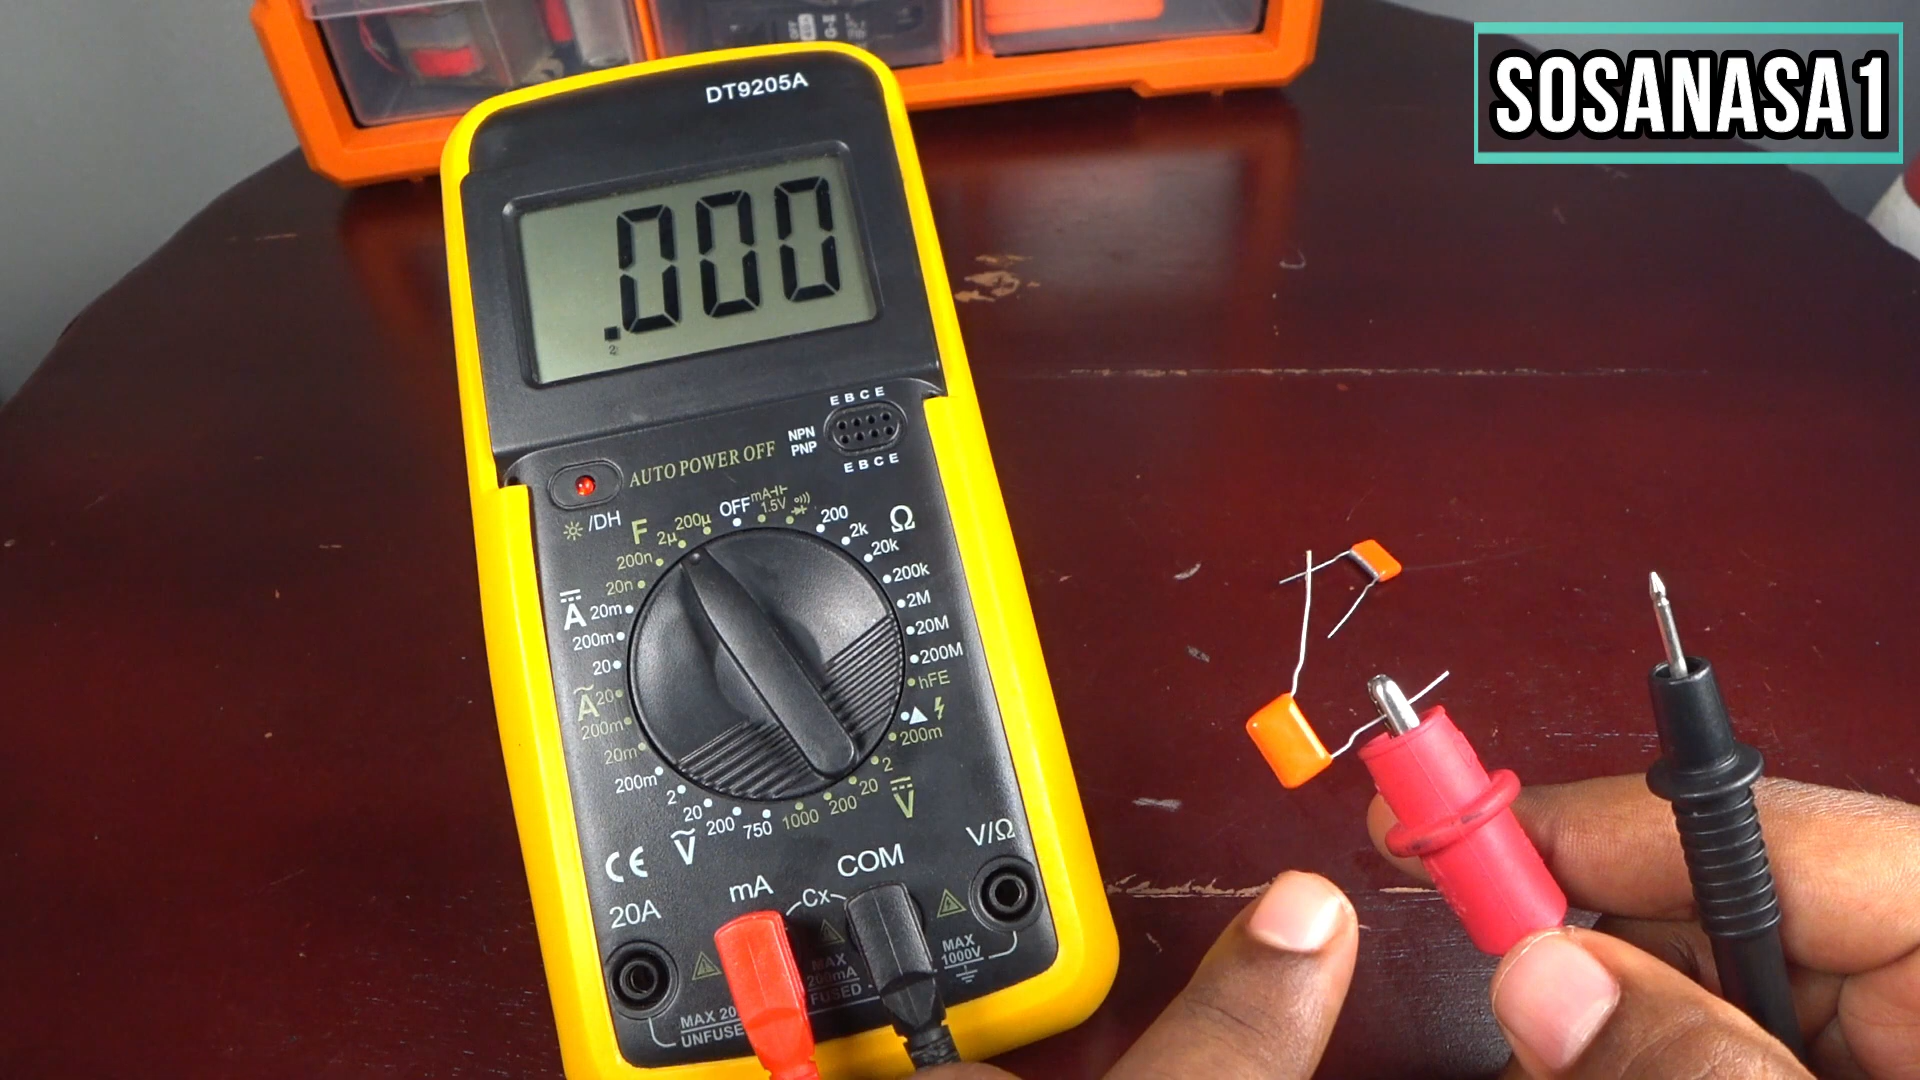 SOSANASA1
DT9205A
.000
2
E B C E
NPN
PNP
E B C E
AUTO POWER OFF
/DH
F
200µ
2µ
200n
20n
OFF
mA
1.5V
200
Ω
2k
20k
200k
2M
20M
200M
hFE
A
20m
200m
20
A
20
200m
20m
200m
2
20
200
750
V
1000
200
20
2
200m
V
CE
20A
mA
Cx
COM
V/Ω
MAX 20
UNFUSE
MAX
200mA
FUSED
MAX
1000V